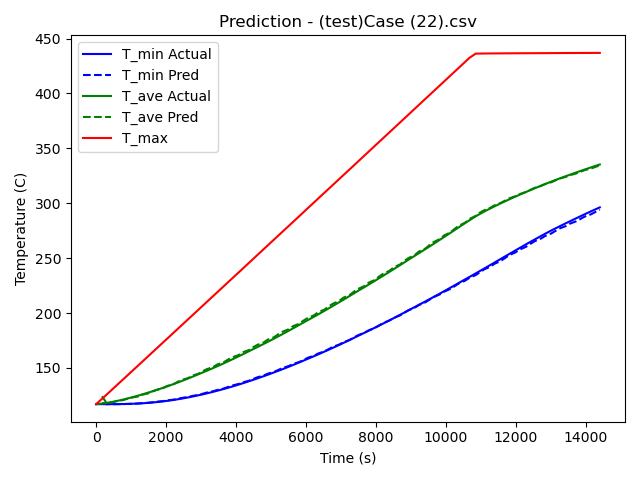 Prediction - (test)Case (22).csv
450
400
350
300
250
200
150
Temperature (C)
T_min Actual
T_min Pred
T_ave Actual
T_ave Pred
T_max
0 2000 4000 6000 8000 10000 12000 14000
Time (s)